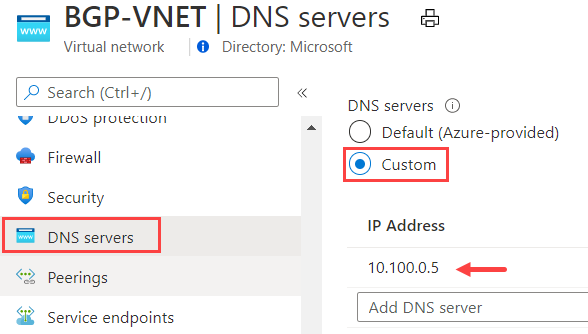 BGP-VNET | DNS servers
Virtual network
Directory: Microsoft
Search (Ctrl+/)
«
DDoS protection
Firewall
Security
DNS servers
Peerings
Service endpoints
DNS servers
Default (Azure-provided)
Custom
IP Address
10.100.0.5
Add DNS server